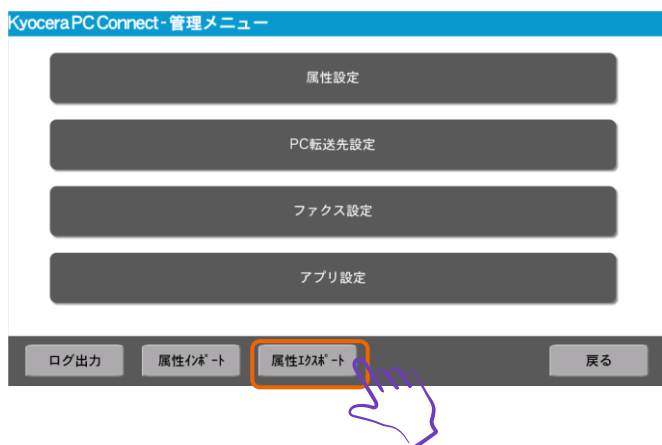 Kyocera PC Connect - 管理メニュー
属性設定
PC転送先設定
ファクス設定
アプリ設定
ログ出力 属性ｲﾝﾎﾟｰﾄ 属性ｴｸｽﾎﾟｰﾄ 戻る